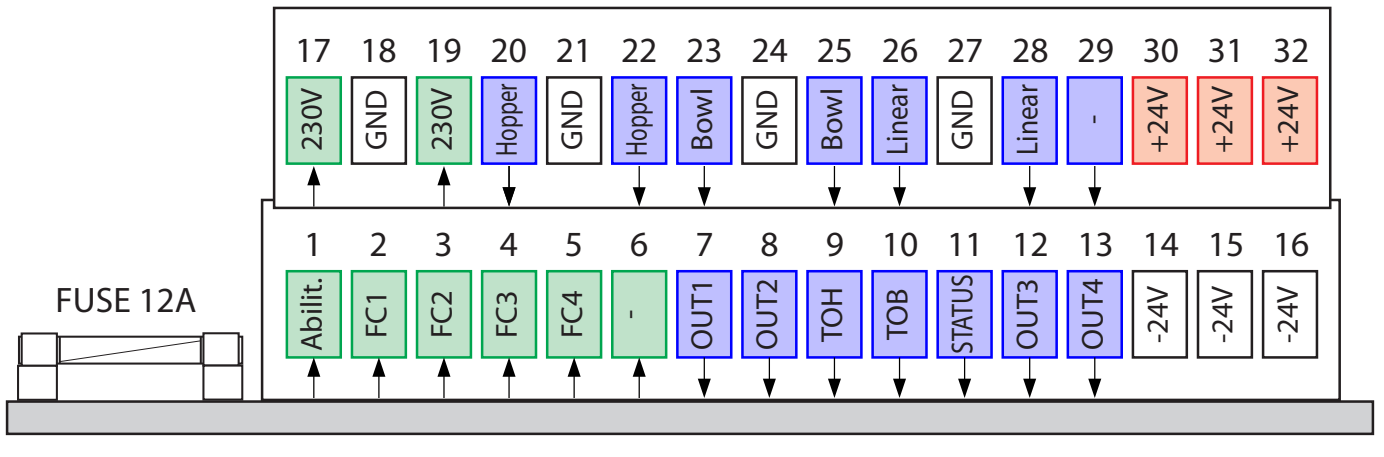 17 18 19 20 21 22 23 24 25 26 27 28 29 30 31 32
230V GND 230V Hopper GND Hopper Bowl GND Bowl Linear GND Linear - +24V +24V +24V
1 2 3 4 5 6 7 8 9 10 11 12 13 14 15 16
FUSE 12A
Abilit. FC1 FC2 FC3 FC4 - OUT1 OUT2 TOH TOB STATUS OUT3 OUT4 -24V -24V -24V